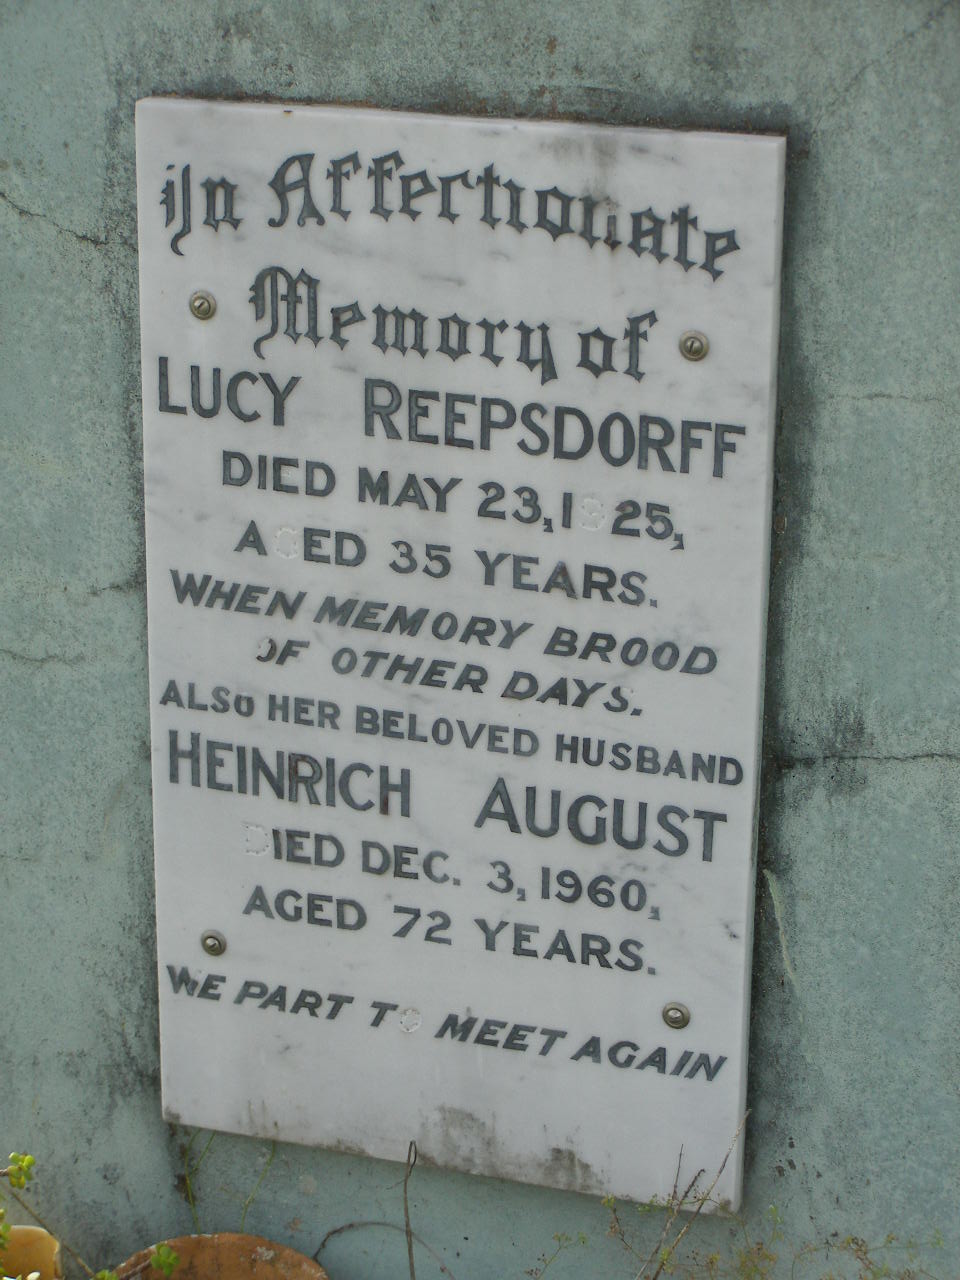 In Affectionate
Memory of
LUCY REEPSDORFF
DIED MAY 23, 1925,
AGED 35 YEARS.
WHEN MEMORY BROOD
OF OTHER DAYS.
ALSO HER BELOVED HUSBAND
HEINRICH AUGUST
DIED DEC. 3, 1960,
AGED 72 YEARS.
WE PART TO MEET AGAIN